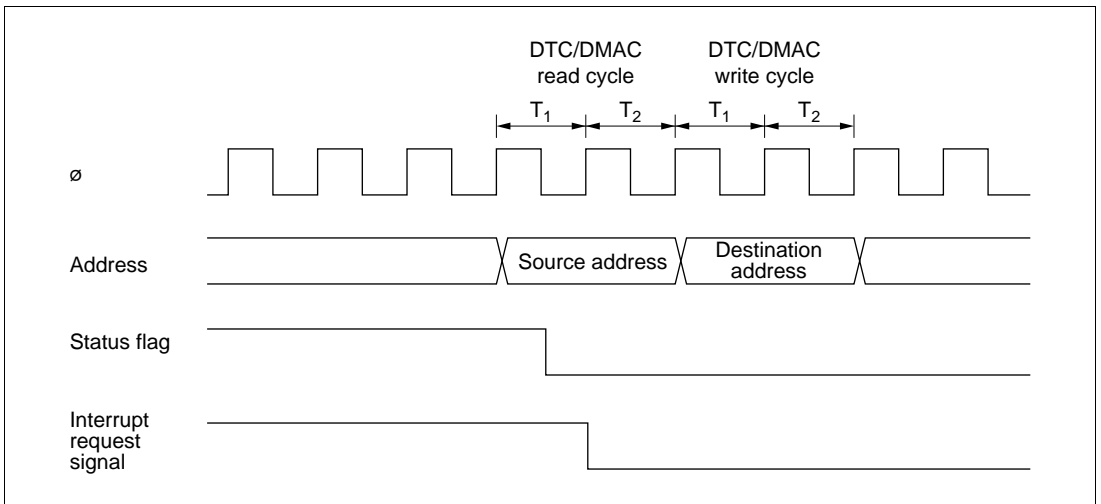 DTC/DMAC DTC/DMAC
read cycle write cycle
T1 T2 T1 T2
ø
Address
Source address
Destination
address
Status flag
Interrupt
request
signal